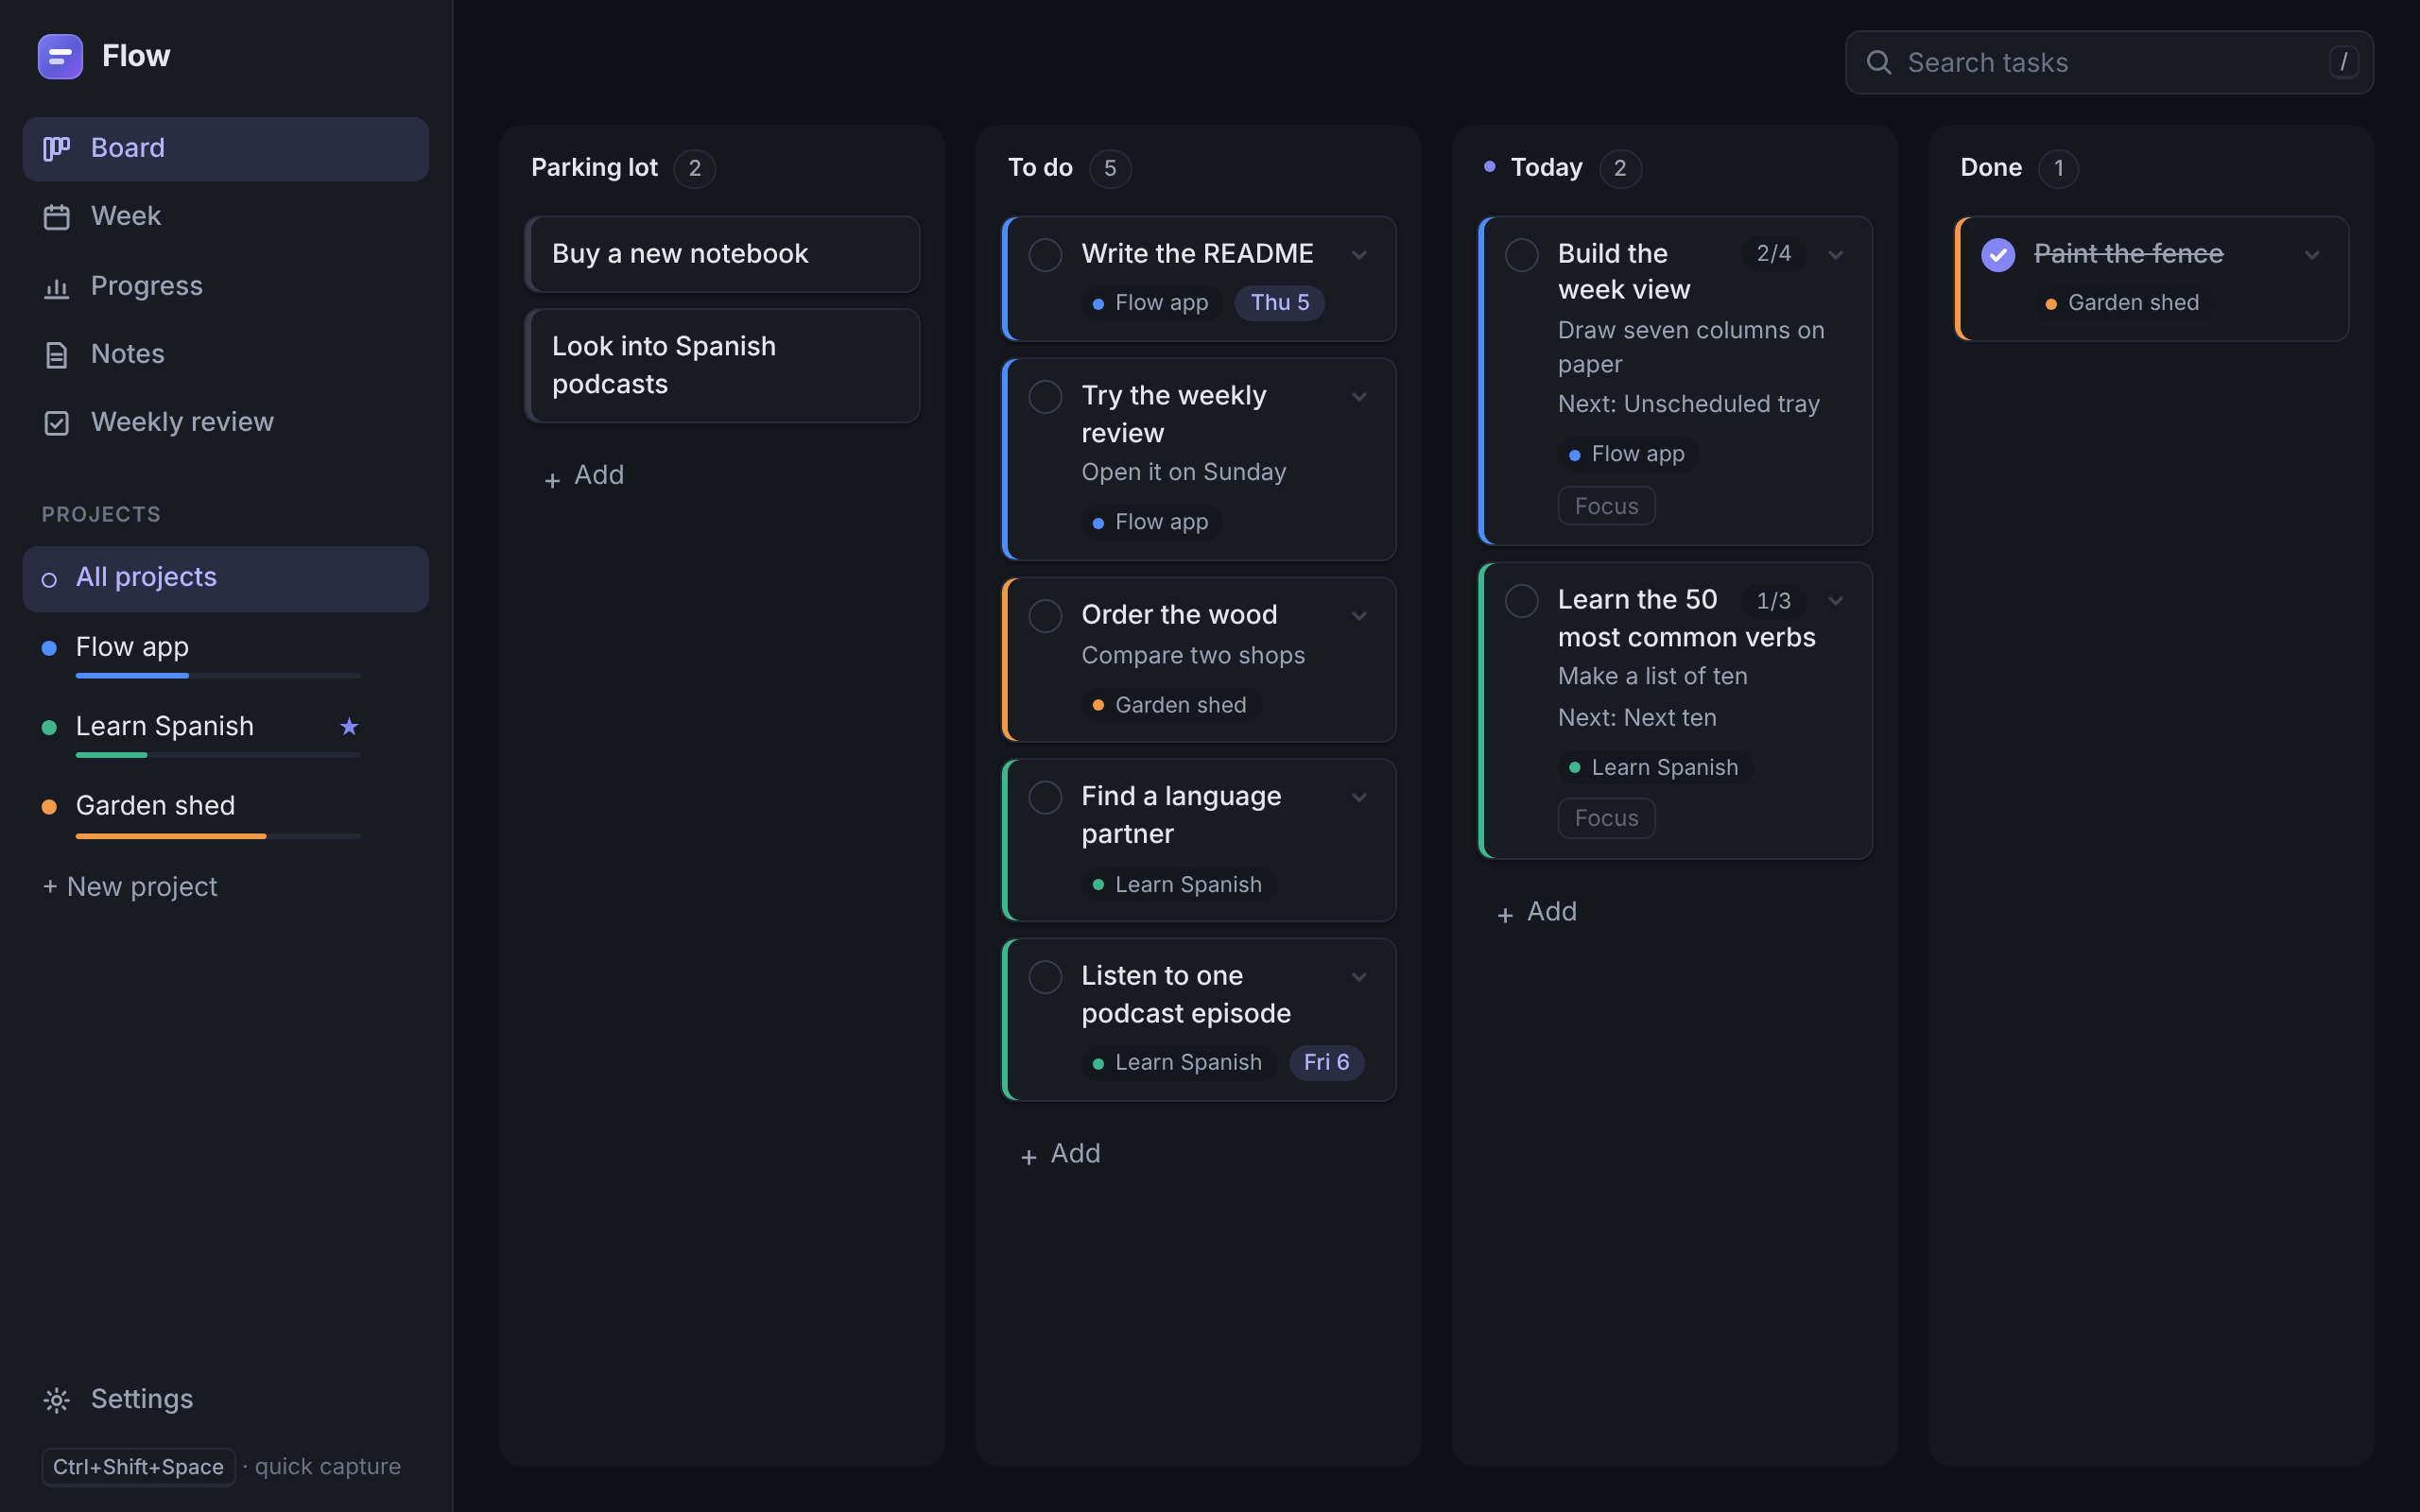 Flow
Board
Week
Progress
Notes
Weekly review
PROJECTS
All projects
Flow app
Learn Spanish
Garden shed
+ New project
Settings
Ctrl+Shift+Space · quick capture
Search tasks /
Parking lot 2
Buy a new notebook
Look into Spanish
podcasts
+ Add
To do 5
Write the README
Flow app Thu 5
Try the weekly
review
Open it on Sunday
Flow app
Order the wood
Compare two shops
Garden shed
Find a language
partner
Learn Spanish
Listen to one
podcast episode
Learn Spanish Fri 6
+ Add
Today 2
Build the 2/4
week view
Draw seven columns on
paper
Next: Unscheduled tray
Flow app
Focus
Learn the 50 1/3
most common verbs
Make a list of ten
Next: Next ten
Learn Spanish
Focus
+ Add
Done 1
Paint the fence
Garden shed